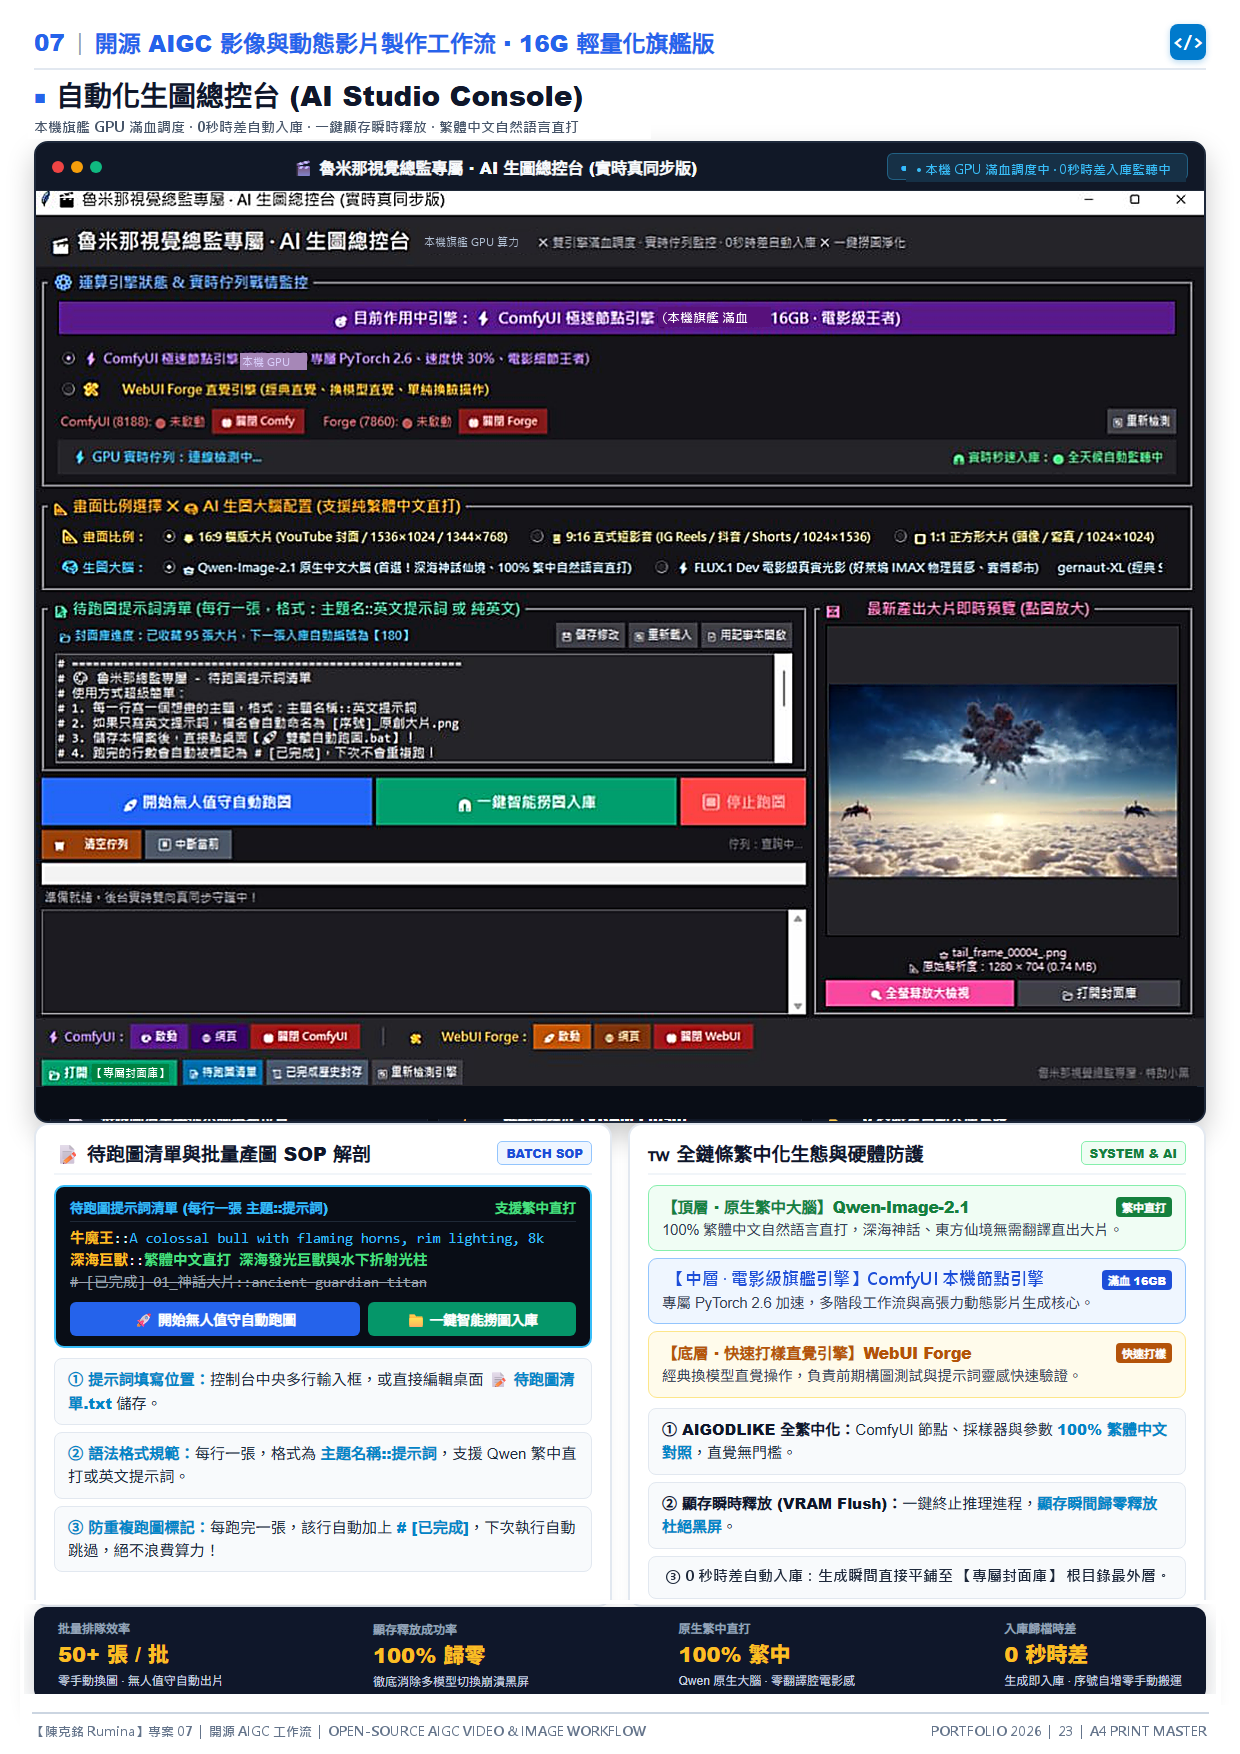 07 | 開源 AIGC 影像與動態影片製作工作流・16G 輕量化旗艦版
</>
自動化生圖總控台 (AI Studio Console)
本機旗艦 GPU 滿血調度 · 0秒時差自動入庫 · 一鍵顯存瞬時釋放 · 繁體中文自然語言直打
魯米那視覺總監專屬 · AI 生圖總控台 (實時真同步版)
本機 GPU 滿血調度中 · 0秒時差入庫監聽中
魯米那視覺總監專屬 · AI 生圖總控台 (實時真同步版)
魯米那視覺總監專屬 · AI 生圖總控台 本機旗艦 GPU 算力 ✕ 雙引擎滿血調度 · 實時佇列監控 · 0秒時差自動入庫 ✕ 一鍵撈圖淨化
運算引擎狀態 & 實時佇列戰情監控
目前作用中引擎： ComfyUI 極速節點引擎 (本機旗艦 滿血 16GB · 電影級王者)
ComfyUI 極速節點引擎 本機 GPU 專屬 PyTorch 2.6、速度快 30%、電影細節王者)
WebUI Forge 直覺引擎 (經典直覺、換模型直覺、單純換臉操作)
ComfyUI (8188): 未啟動 關閉 Comfy Forge (7860): 未啟動 關閉 Forge 重新檢測
GPU 實時佇列：連線檢測中... 實時秒速入庫： 全天候自動監聽中
畫面比例選擇 ✕ AI 生圖大腦配置 (支援純繁體中文直打)
畫面比例： 16:9 橫版大片 (YouTube 封面 / 1536×1024 / 1344×768) 9:16 直式短影音 (IG Reels / 抖音 / Shorts / 1024×1536) 1:1 正方形大片 (頭像 / 寫真 / 1024×1024)
生圖大腦： Qwen-Image-2.1 原生中文大腦 (首選！深海神話仙境、100% 繁中自然語言直打) FLUX.1 Dev 電影級真實光影 (好萊塢 IMAX 物理質感、賽博都市) gernaut-XL (經典 S
待跑圖提示詞清單 (每行一張，格式：主題名::英文提示詞 或 純英文)
封面庫進度：已收藏 95 張大片，下一張入庫自動編號為【180】 儲存修改 重新載入 用記事本開啟
# ============================================================
# 魯米那總監專屬 - 待跑圖提示詞清單
# 使用方式超級簡單：
# 1. 每一行寫一個想畫的主題，格式：主題名稱::英文提示詞
# 2. 如果只寫英文提示詞，檔名會自動命名為 [序號]_原創大片.png
# 3. 儲存本檔案後，直接點桌面【 雙擊自動跑圖.bat】！
# 4. 跑完的行數會自動被標記為 # [已完成]，下次不會重複跑！
最新產出大片即時預覽 (點圖放大)
tail_frame_00004_.png
原始解析度：1280 × 704 (0.74 MB)
全螢幕放大檢視 打開封面庫
開始無人值守自動跑圖 一鍵智能撈圖入庫 停止跑圖
清空佇列 中斷當前 佇列：查詢中...
準備就緒，後台實時雙向真同步守護中！
ComfyUI： 啟動 網頁 關閉 ComfyUI | WebUI Forge： 啟動 網頁 關閉 WebUI
打開【專屬封面庫】 待跑圖清單 已完成歷史封存 重新檢測引擎 魯米那視覺總監專屬 · 特助小黑
待跑圖清單與批量產圖 SOP 解剖 BATCH SOP
待跑圖提示詞清單 (每行一張 主題::提示詞) 支援繁中直打
牛魔王::A colossal bull with flaming horns, rim lighting, 8k
深海巨獸::繁體中文直打 深海發光巨獸與水下折射光柱
# [已完成] 01_神話大片::ancient guardian titan
開始無人值守自動跑圖 一鍵智能撈圖入庫
① 提示詞填寫位置：控制台中央多行輸入框，或直接編輯桌面 待跑圖清
單.txt 儲存。
② 語法格式規範：每行一張，格式為 主題名稱::提示詞，支援 Qwen 繁中直
打或英文提示詞。
③ 防重複跑圖標記：每跑完一張，該行自動加上 # [已完成]，下次執行自動
跳過，絕不浪費算力！
TW 全鏈條繁中化生態與硬體防護 SYSTEM & AI
【頂層・原生繁中大腦】Qwen-Image-2.1 繁中直打
100% 繁體中文自然語言直打，深海神話、東方仙境無需翻譯直出大片。
【中層 · 電影級旗艦引擎】ComfyUI 本機節點引擎 滿血 16GB
專屬 PyTorch 2.6 加速，多階段工作流與高張力動態影片生成核心。
【底層・快速打樣直覺引擎】WebUI Forge 快速打樣
經典換模型直覺操作，負責前期構圖測試與提示詞靈感快速驗證。
① AIGODLIKE 全繁中化：ComfyUI 節點、採樣器與參數 100% 繁體中文
對照，直覺無門檻。
② 顯存瞬時釋放 (VRAM Flush)：一鍵終止推理進程，顯存瞬間歸零釋放
杜絕黑屏。
③ 0 秒時差自動入庫：生成瞬間直接平鋪至【專屬封面庫】根目錄最外層。
批量排隊效率
50+ 張 / 批
零手動換圖 · 無人值守自動出片
顯存釋放成功率
100% 歸零
徹底消除多模型切換崩潰黑屏
原生繁中直打
100% 繁中
Qwen 原生大腦 · 零翻譯腔電影感
入庫歸檔時差
0 秒時差
生成即入庫 · 序號自增零手動搬運
【陳克銘 Rumina】專案 07 | 開源 AIGC 工作流 | OPEN-SOURCE AIGC VIDEO & IMAGE WORKFLOW
PORTFOLIO 2026 | 23 | A4 PRINT MASTER